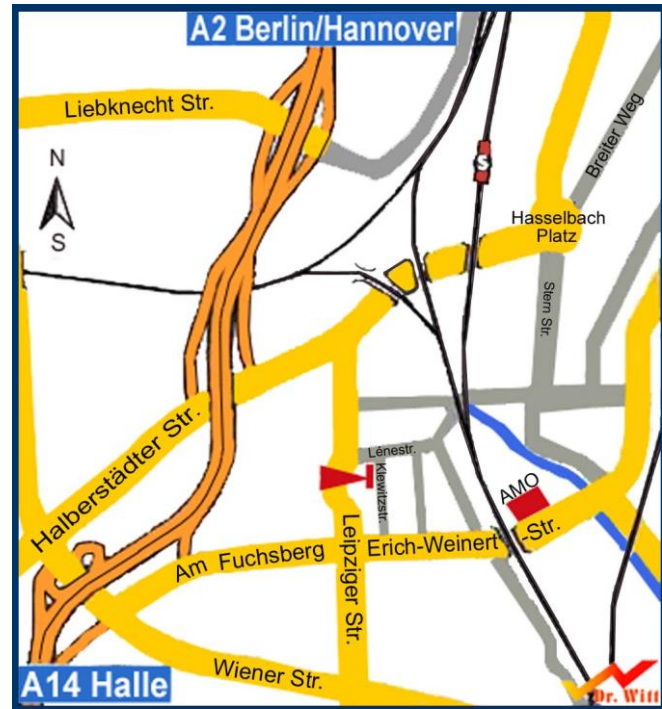 A2 Berlin/Hannover
Liebknecht Str.
Breiter Weg
N
S
S
Hasselbach
Platz
Stern Str.
Halberstädter Str.
Lénestr.
Klewitzstr.
AMO
Leipziger Str.
Am Fuchsberg
Erich-Weinert
-Str.
Wiener Str.
A14 Halle
Dr. Witt